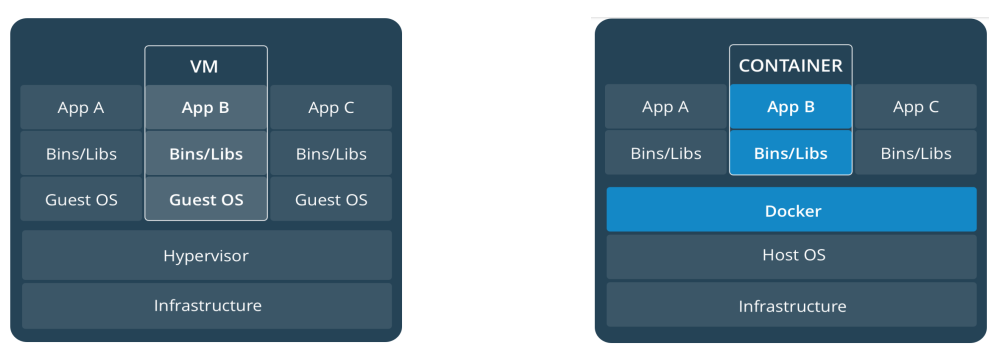 VM
App A App B App C
Bins/Libs Bins/Libs Bins/Libs
Guest OS Guest OS Guest OS
Hypervisor
Infrastructure
CONTAINER
App A App B App C
Bins/Libs Bins/Libs Bins/Libs
Docker
Host OS
Infrastructure